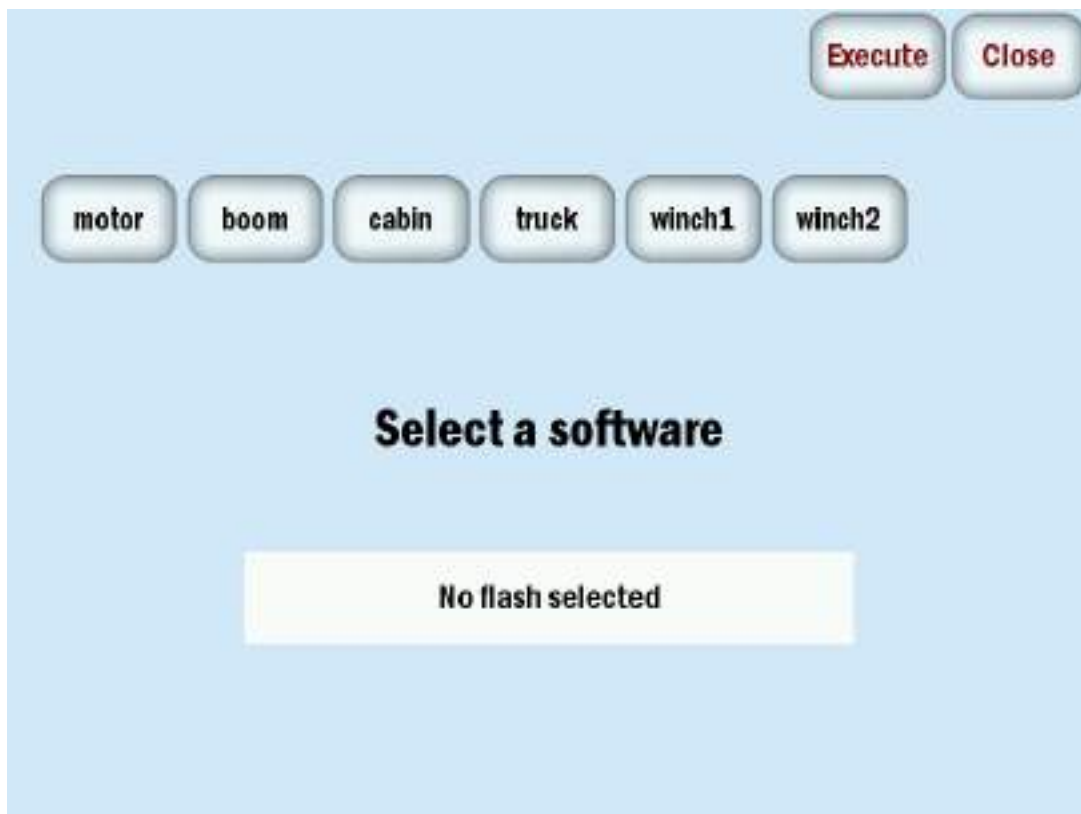 Execute Close
motor boom cabin truck winch1 winch2
Select a software
No flash selected